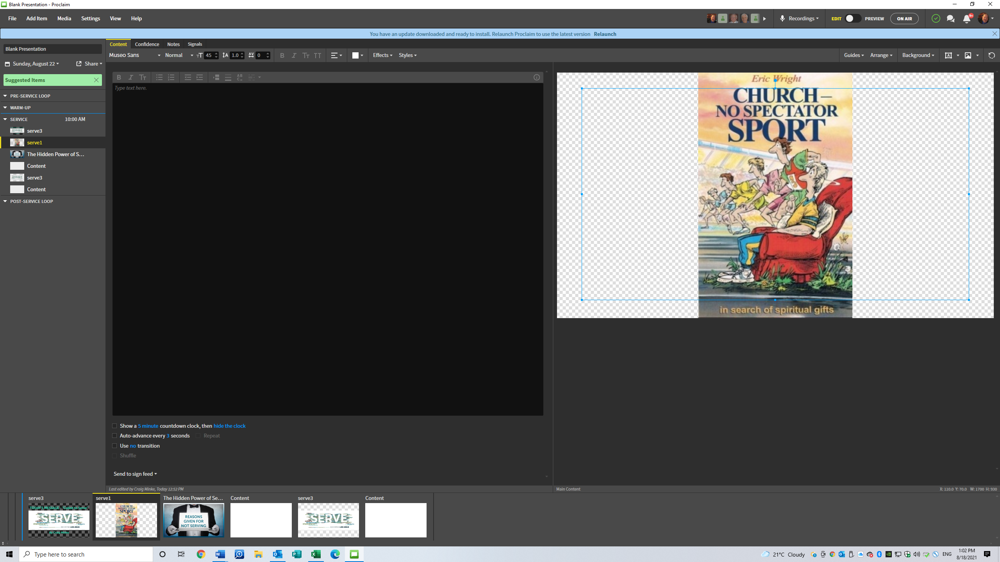 Blank Presentation - Proclaim
File Add Item Media Settings View Help
Recordings EDIT PREVIEW ON AIR 9+
You have an update downloaded and ready to install. Relaunch Proclaim to use the latest version Relaunch
Blank Presentation
Sunday, August 22 Share
Suggested Items
PRE-SERVICE LOOP
WARM-UP
SERVICE 10:00 AM
serve3
serve1
The Hidden Power of S...
Content
serve3
Content
POST-SERVICE LOOP
Content Confidence Notes Signals
Museo Sans Normal 45 1.0 0 Effects Styles Guides Arrange Background
Type text here.
Eric Wright
CHURCH –
NO SPECTATOR
SPORT
in search of spiritual gifts
Show a 5 minute countdown clock, then hide the clock
Auto-advance every 3 seconds Repeat
Use no transition
Shuffle
Send to sign feed
Last edited by Craig Minke, Today 12:52 PM
Main Content X: 110.0 Y: 70.0 W: 1700 H: 930
serve3 serve1 The Hidden Power of Se... Content serve3 Content
TODAY'S MESSAGE - "Called to Serve"
SERVE
BECOMING LIKE JESUS
By Craig Minke
CHURCH –
NO SPECTATOR
SPORT
REASONS
GIVEN FOR
NOT SERVING
SERVE
BECOMING LIKE JESUS
Type here to search
21°C Cloudy ENG 1:02 PM
8/18/2021